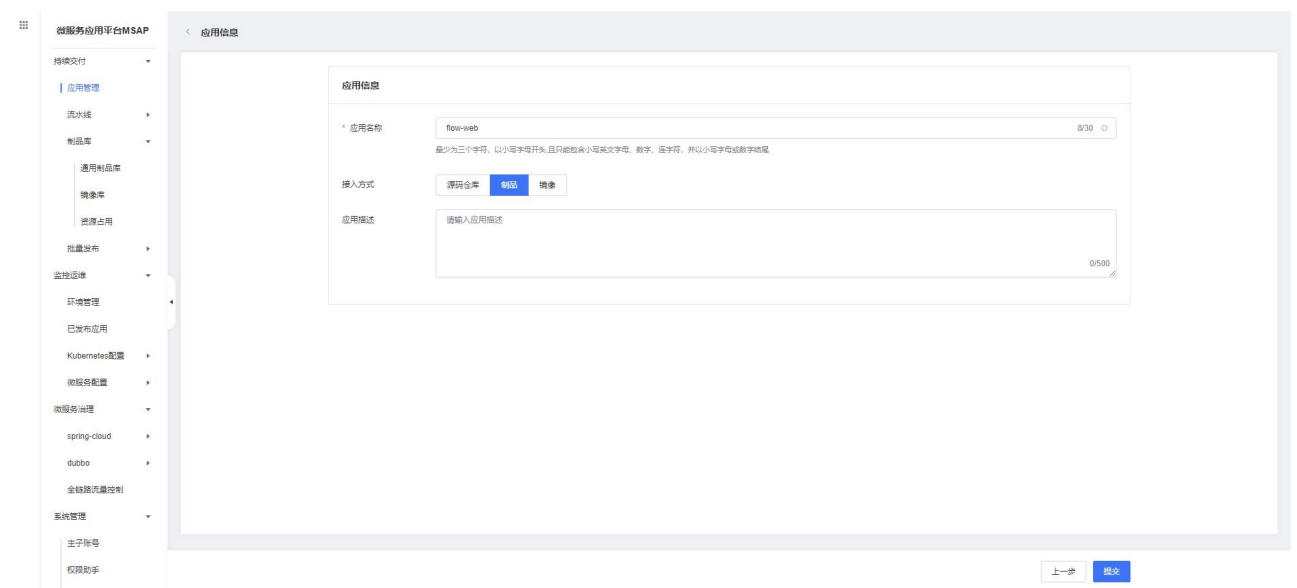 微服务应用平台MSAP
持续交付
应用管理
流水线
制品库
通用制品库
镜像库
资源占用
批量发布
监控运维
环境管理
已发布应用
Kubernetes配置
微服务配置
微服务治理
spring-cloud
dubbo
全链路流量控制
系统管理
主子账号
权限助手
应用信息
应用信息
* 应用名称
flow-web
8/30
最少为三个字符，以小写字母开头,且只能包含小写英文字母、数字、连字符，并以小写字母或数字结尾
接入方式
源码仓库 制品 镜像
应用描述
请输入应用描述
0/500
上一步 提交